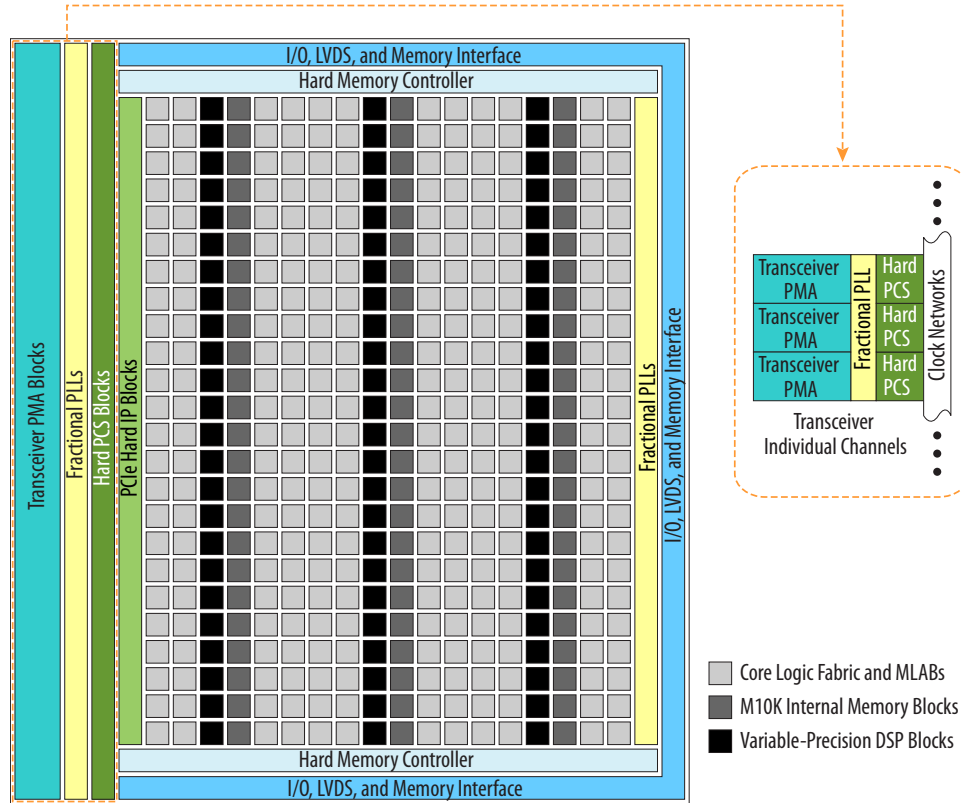 I/O, LVDS, and Memory Interface
Hard Memory Controller
Transceiver PMA Blocks
Fractional PLLs
Hard PCS Blocks
PCIe Hard IP Blocks
Fractional PLLs
I/O, LVDS, and Memory Interface
Hard Memory Controller
I/O, LVDS, and Memory Interface
Transceiver
PMA
Transceiver
PMA
Transceiver
PMA
Fractional PLL
Hard
PCS
Hard
PCS
Hard
PCS
Clock Networks
Transceiver
Individual Channels
Core Logic Fabric and MLABs
M10K Internal Memory Blocks
Variable-Precision DSP Blocks